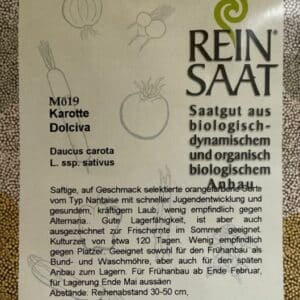 REIN
SAAT®
Saatgut aus
biologisch-
dynamischem
und organisch
biologischem
Anbau
Mö19
Karotte
Dolciva
Daucus carota
L. ssp. sativus
Saftige, auf Geschmack selektierte orangefarbene Sorte
vom Typ Nantaise mit schneller Jugendentwicklung und
gesundem, kräftigem Laub, wenig empfindlich gegen
Alternaria. Gute Lagerfähigkeit, ist aber auch
ausgezeichnet zur Frischernte im Sommer geeignet.
Kulturzeit von etwa 120 Tagen. Wenig empfindlich
gegen Platzer. Geeignet sowohl für den Frühanbau als
Bund- und Waschmöhre, aber auch für den späten
Anbau zum Lagern. Für Frühanbau ab Ende Februar,
für Lagerung Ende Mai aussäen
Abstände: Reihenabstand 30-50 cm,